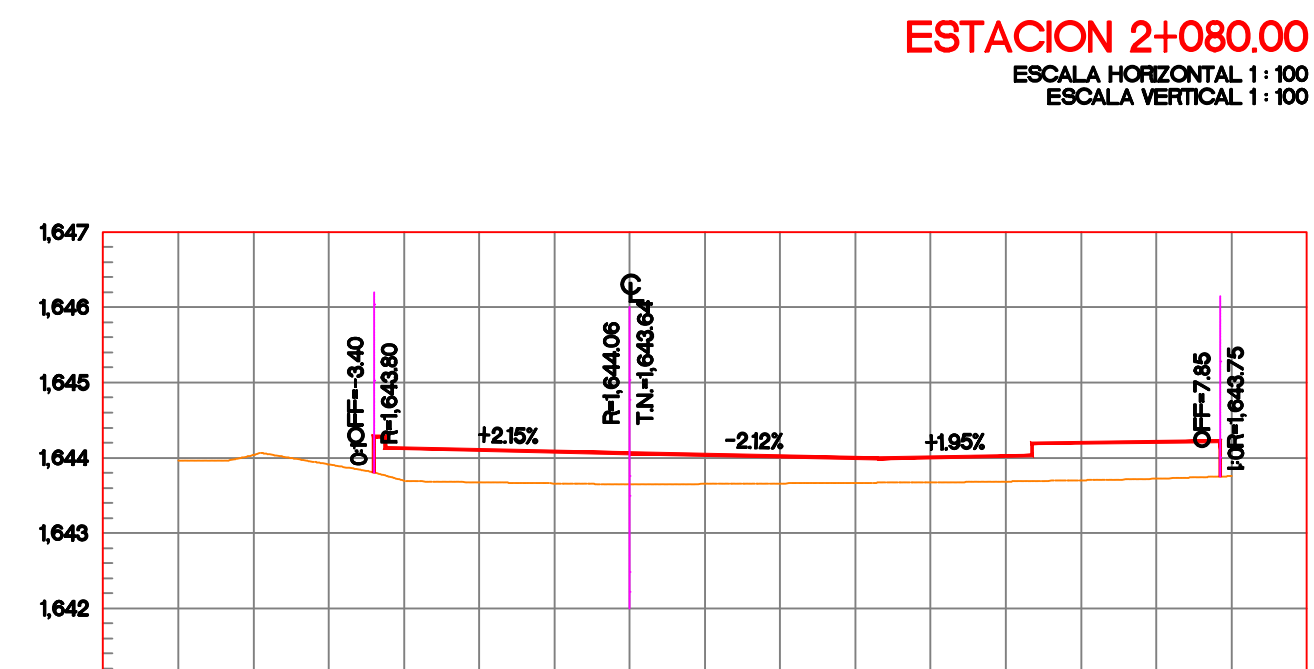 ESTACION 2+080.00
ESCALA HORIZONTAL 1 : 100
ESCALA VERTICAL 1 : 100
1,647
1,646
1,645
1,644
1,643
1,642
0:1OFF=-3.40
R=1,643.80
+2.15%
R=1,644.06
T.N.=1,643.64
-2.12%
+1.95%
OFF=7.85
1:0R=1,643.75